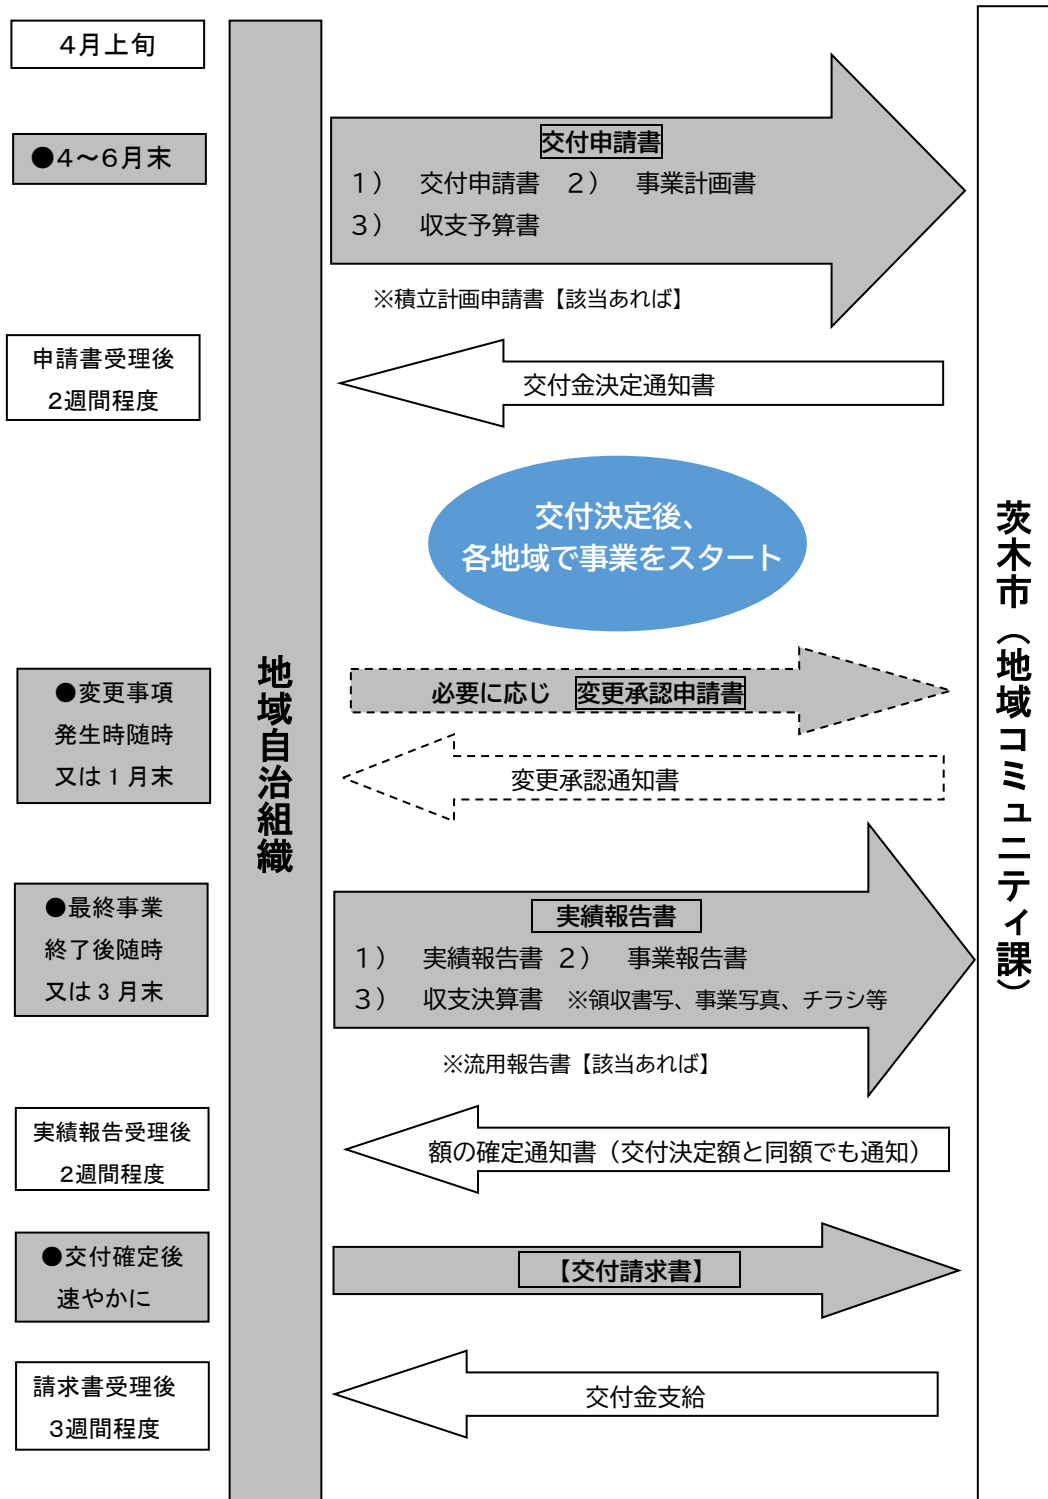 4月上旬
●4～6月末
交付申請書
1） 交付申請書 2） 事業計画書
3） 収支予算書
※積立計画申請書【該当あれば】
申請書受理後
2週間程度
交付金決定通知書
交付決定後、
各地域で事業をスタート
地域自治組織
茨木市（地域コミュニティ課）
●変更事項
発生時随時
又は1月末
必要に応じ 変更承認申請書
変更承認通知書
●最終事業
終了後随時
又は3月末
実績報告書
1） 実績報告書 2） 事業報告書
3） 収支決算書 ※領収書写、事業写真、チラシ等
※流用報告書【該当あれば】
実績報告受理後
2週間程度
額の確定通知書（交付決定額と同額でも通知）
●交付確定後
速やかに
【交付請求書】
請求書受理後
3週間程度
交付金支給